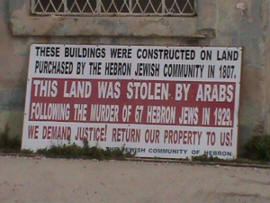 THESE BUILDINGS WERE CONSTRUCTED ON LAND
PURCHASED BY THE HEBRON JEWISH COMMUNITY IN 1807.
THIS LAND WAS STOLEN BY ARABS
FOLLOWING THE MURDER OF 67 HEBRON JEWS IN 1929.
WE DEMAND JUSTICE! RETURN OUR PROPERTY TO US!
THE JEWISH COMMUNITY OF HEBRON